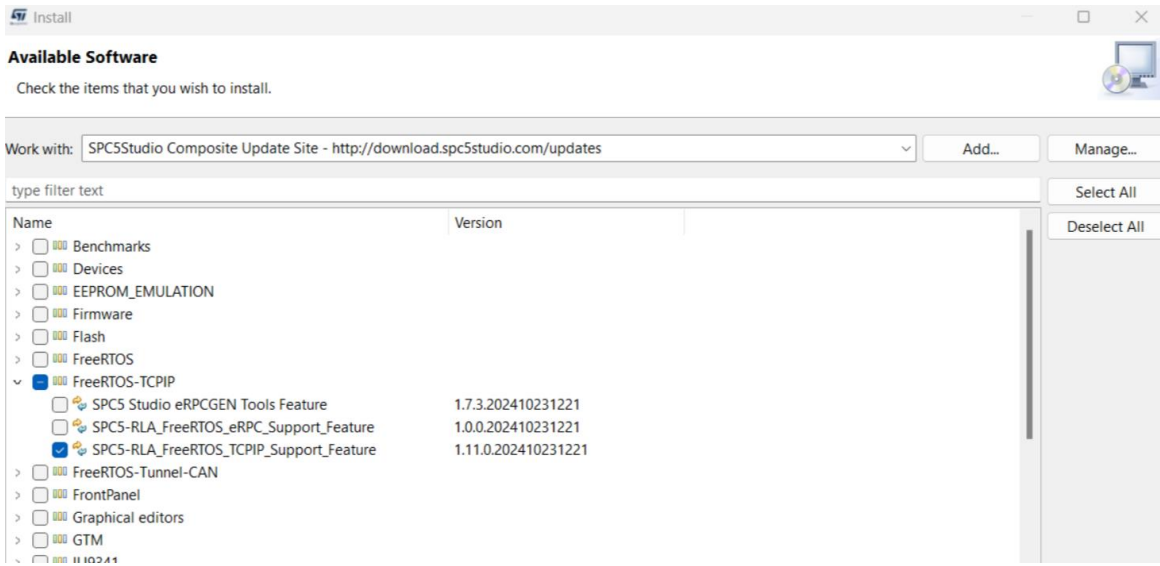 Install
Available Software
Check the items that you wish to install.
Work with: SPC5Studio Composite Update Site - http://download.spc5studio.com/updates Add... Manage...
type filter text Select All
Name Version Deselect All
Benchmarks
Devices
EEPROM_EMULATION
Firmware
Flash
FreeRTOS
FreeRTOS-TCPIP
SPC5 Studio eRPCGEN Tools Feature 1.7.3.202410231221
SPC5-RLA_FreeRTOS_eRPC_Support_Feature 1.0.0.202410231221
SPC5-RLA_FreeRTOS_TCPIP_Support_Feature 1.11.0.202410231221
FreeRTOS-Tunnel-CAN
FrontPanel
Graphical editors
GTM